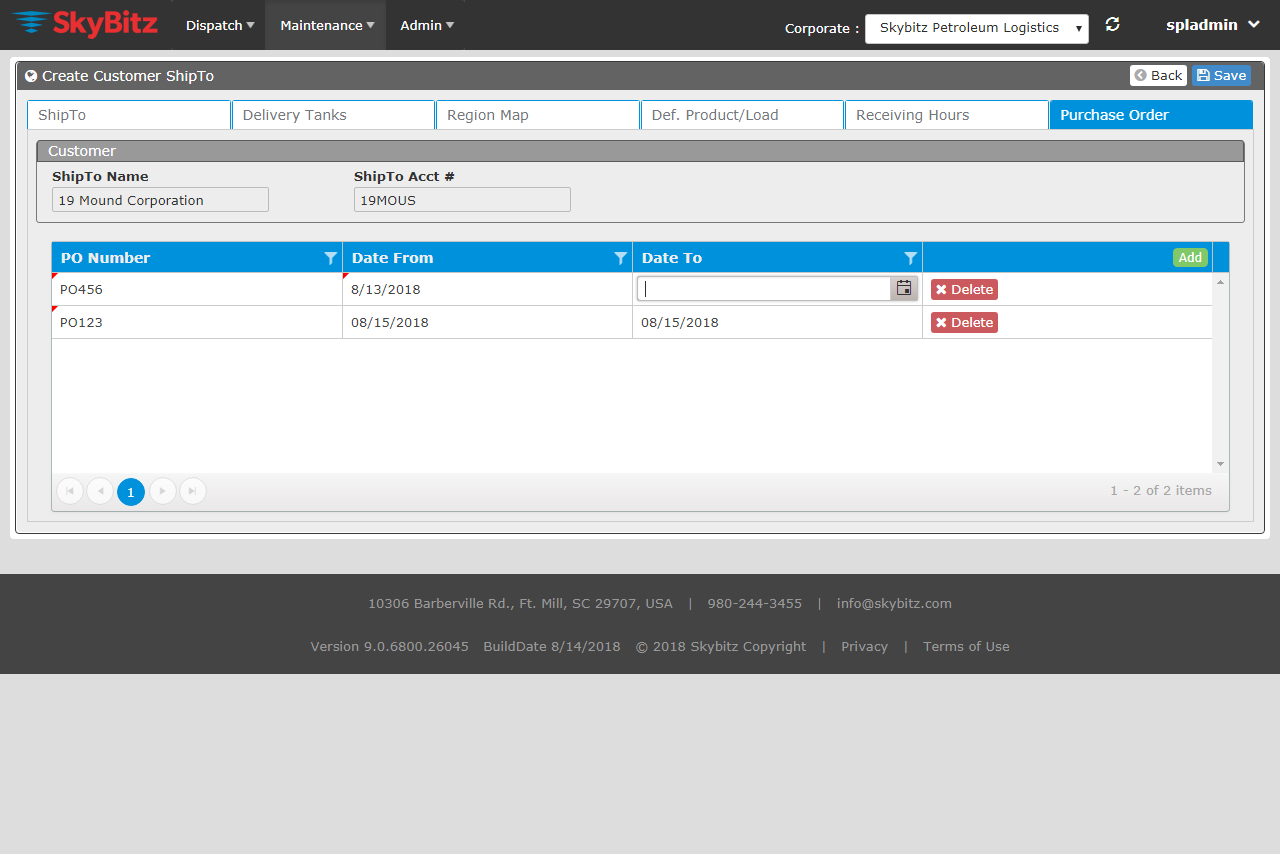 SkyBitz Dispatch Maintenance Admin Corporate : Skybitz Petroleum Logistics spladmin
Create Customer ShipTo Back Save
ShipTo Delivery Tanks Region Map Def. Product/Load Receiving Hours Purchase Order
Customer
ShipTo Name ShipTo Acct #
19 Mound Corporation 19MOUS
PO Number Date From Date To Add
PO456 8/13/2018 Delete
PO123 08/15/2018 08/15/2018 Delete
1 1 - 2 of 2 items
10306 Barberville Rd., Ft. Mill, SC 29707, USA | 980-244-3455 | info@skybitz.com
Version 9.0.6800.26045 BuildDate 8/14/2018 © 2018 Skybitz Copyright | Privacy | Terms of Use